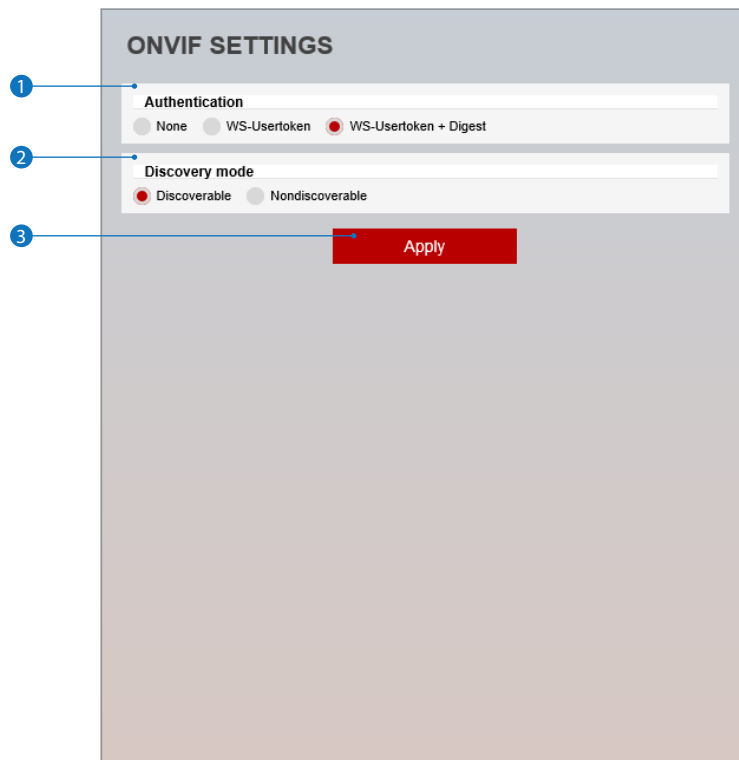 ONVIF SETTINGS
1
Authentication
None WS-Usertoken WS-Usertoken + Digest
2
Discovery mode
Discoverable Nondiscoverable
3
Apply